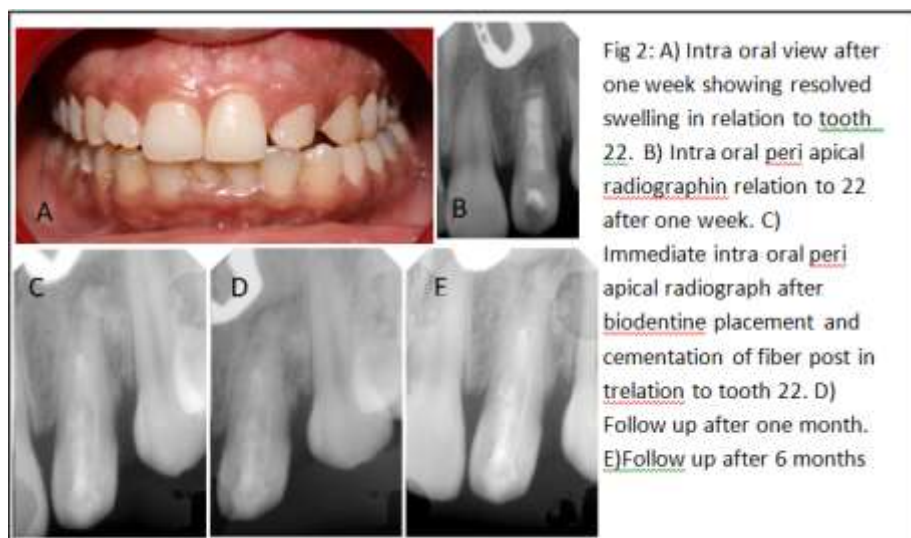 A
B
C
D
E
Fig 2: A) Intra oral view after
one week showing resolved
swelling in relation to tooth
22. B) Intra oral peri apical
radiographin relation to 22
after one week. C)
Immediate intra oral peri
apical radiograph after
biodentine placement and
cementation of fiber post in
trelation to tooth 22. D)
Follow up after one month.
E)Follow up after 6 months